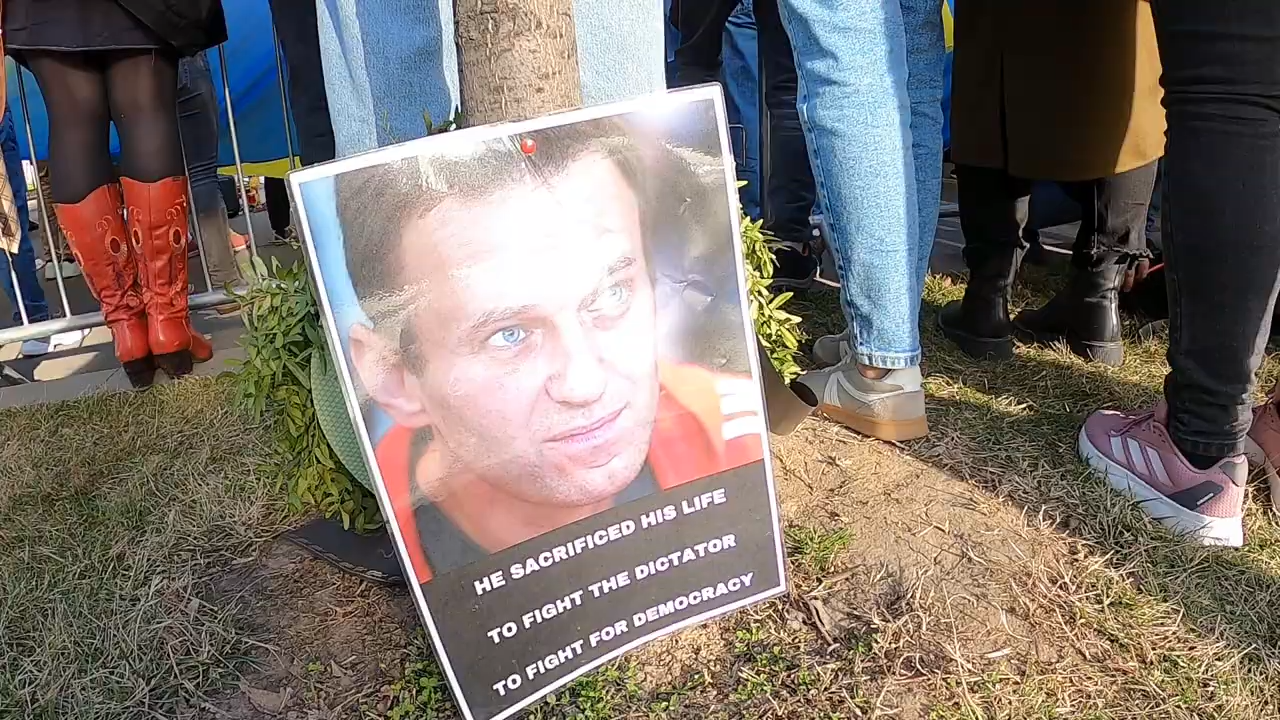 HE SACRIFICED HIS LIFE
TO FIGHT THE DICTATOR
TO FIGHT FOR DEMOCRACY